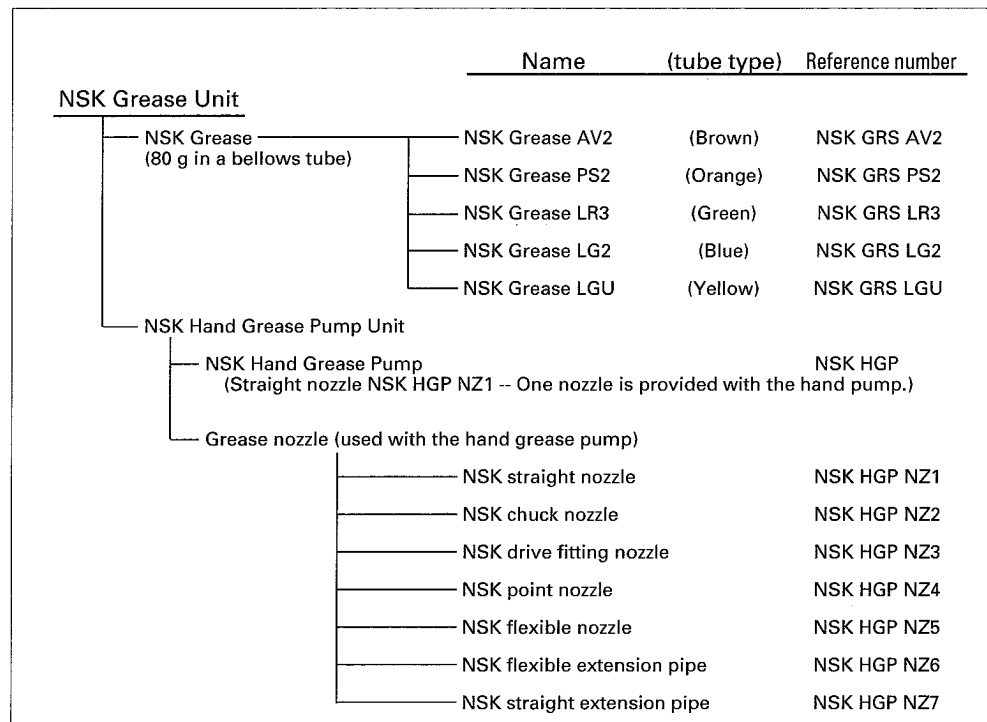 Name (tube type) Reference number
NSK Grease Unit
NSK Grease NSK Grease AV2 (Brown) NSK GRS AV2
(80 g in a bellows tube)
NSK Grease PS2 (Orange) NSK GRS PS2
NSK Grease LR3 (Green) NSK GRS LR3
NSK Grease LG2 (Blue) NSK GRS LG2
NSK Grease LGU (Yellow) NSK GRS LGU
NSK Hand Grease Pump Unit
NSK Hand Grease Pump NSK HGP
(Straight nozzle NSK HGP NZ1 -- One nozzle is provided with the hand pump.)
Grease nozzle (used with the hand grease pump)
NSK straight nozzle NSK HGP NZ1
NSK chuck nozzle NSK HGP NZ2
NSK drive fitting nozzle NSK HGP NZ3
NSK point nozzle NSK HGP NZ4
NSK flexible nozzle NSK HGP NZ5
NSK flexible extension pipe NSK HGP NZ6
NSK straight extension pipe NSK HGP NZ7